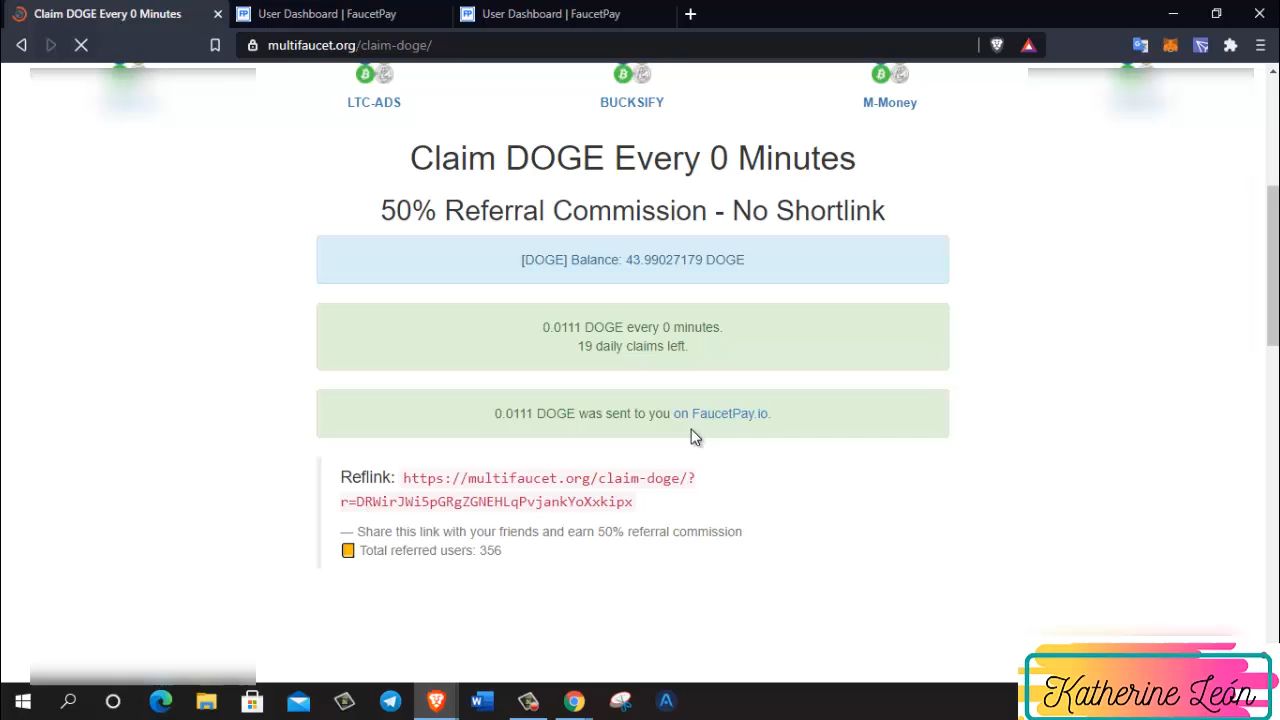 Claim DOGE Every 0 Minutes
User Dashboard | FaucetPay
User Dashboard | FaucetPay
multifaucet.org/claim-doge/
LTC-ADS
BUCKSIFY
M-Money
Claim DOGE Every 0 Minutes
50% Referral Commission - No Shortlink
[DOGE] Balance: 43.99027179 DOGE
0.0111 DOGE every 0 minutes.
19 daily claims left.
0.0111 DOGE was sent to you on FaucetPay.io.
Reflink: https://multifaucet.org/claim-doge/?
r=DRWirJWi5pGRgZGNEHLqPvjankYoXxkipx
— Share this link with your friends and earn 50% referral commission
Total referred users: 356
Katherine León